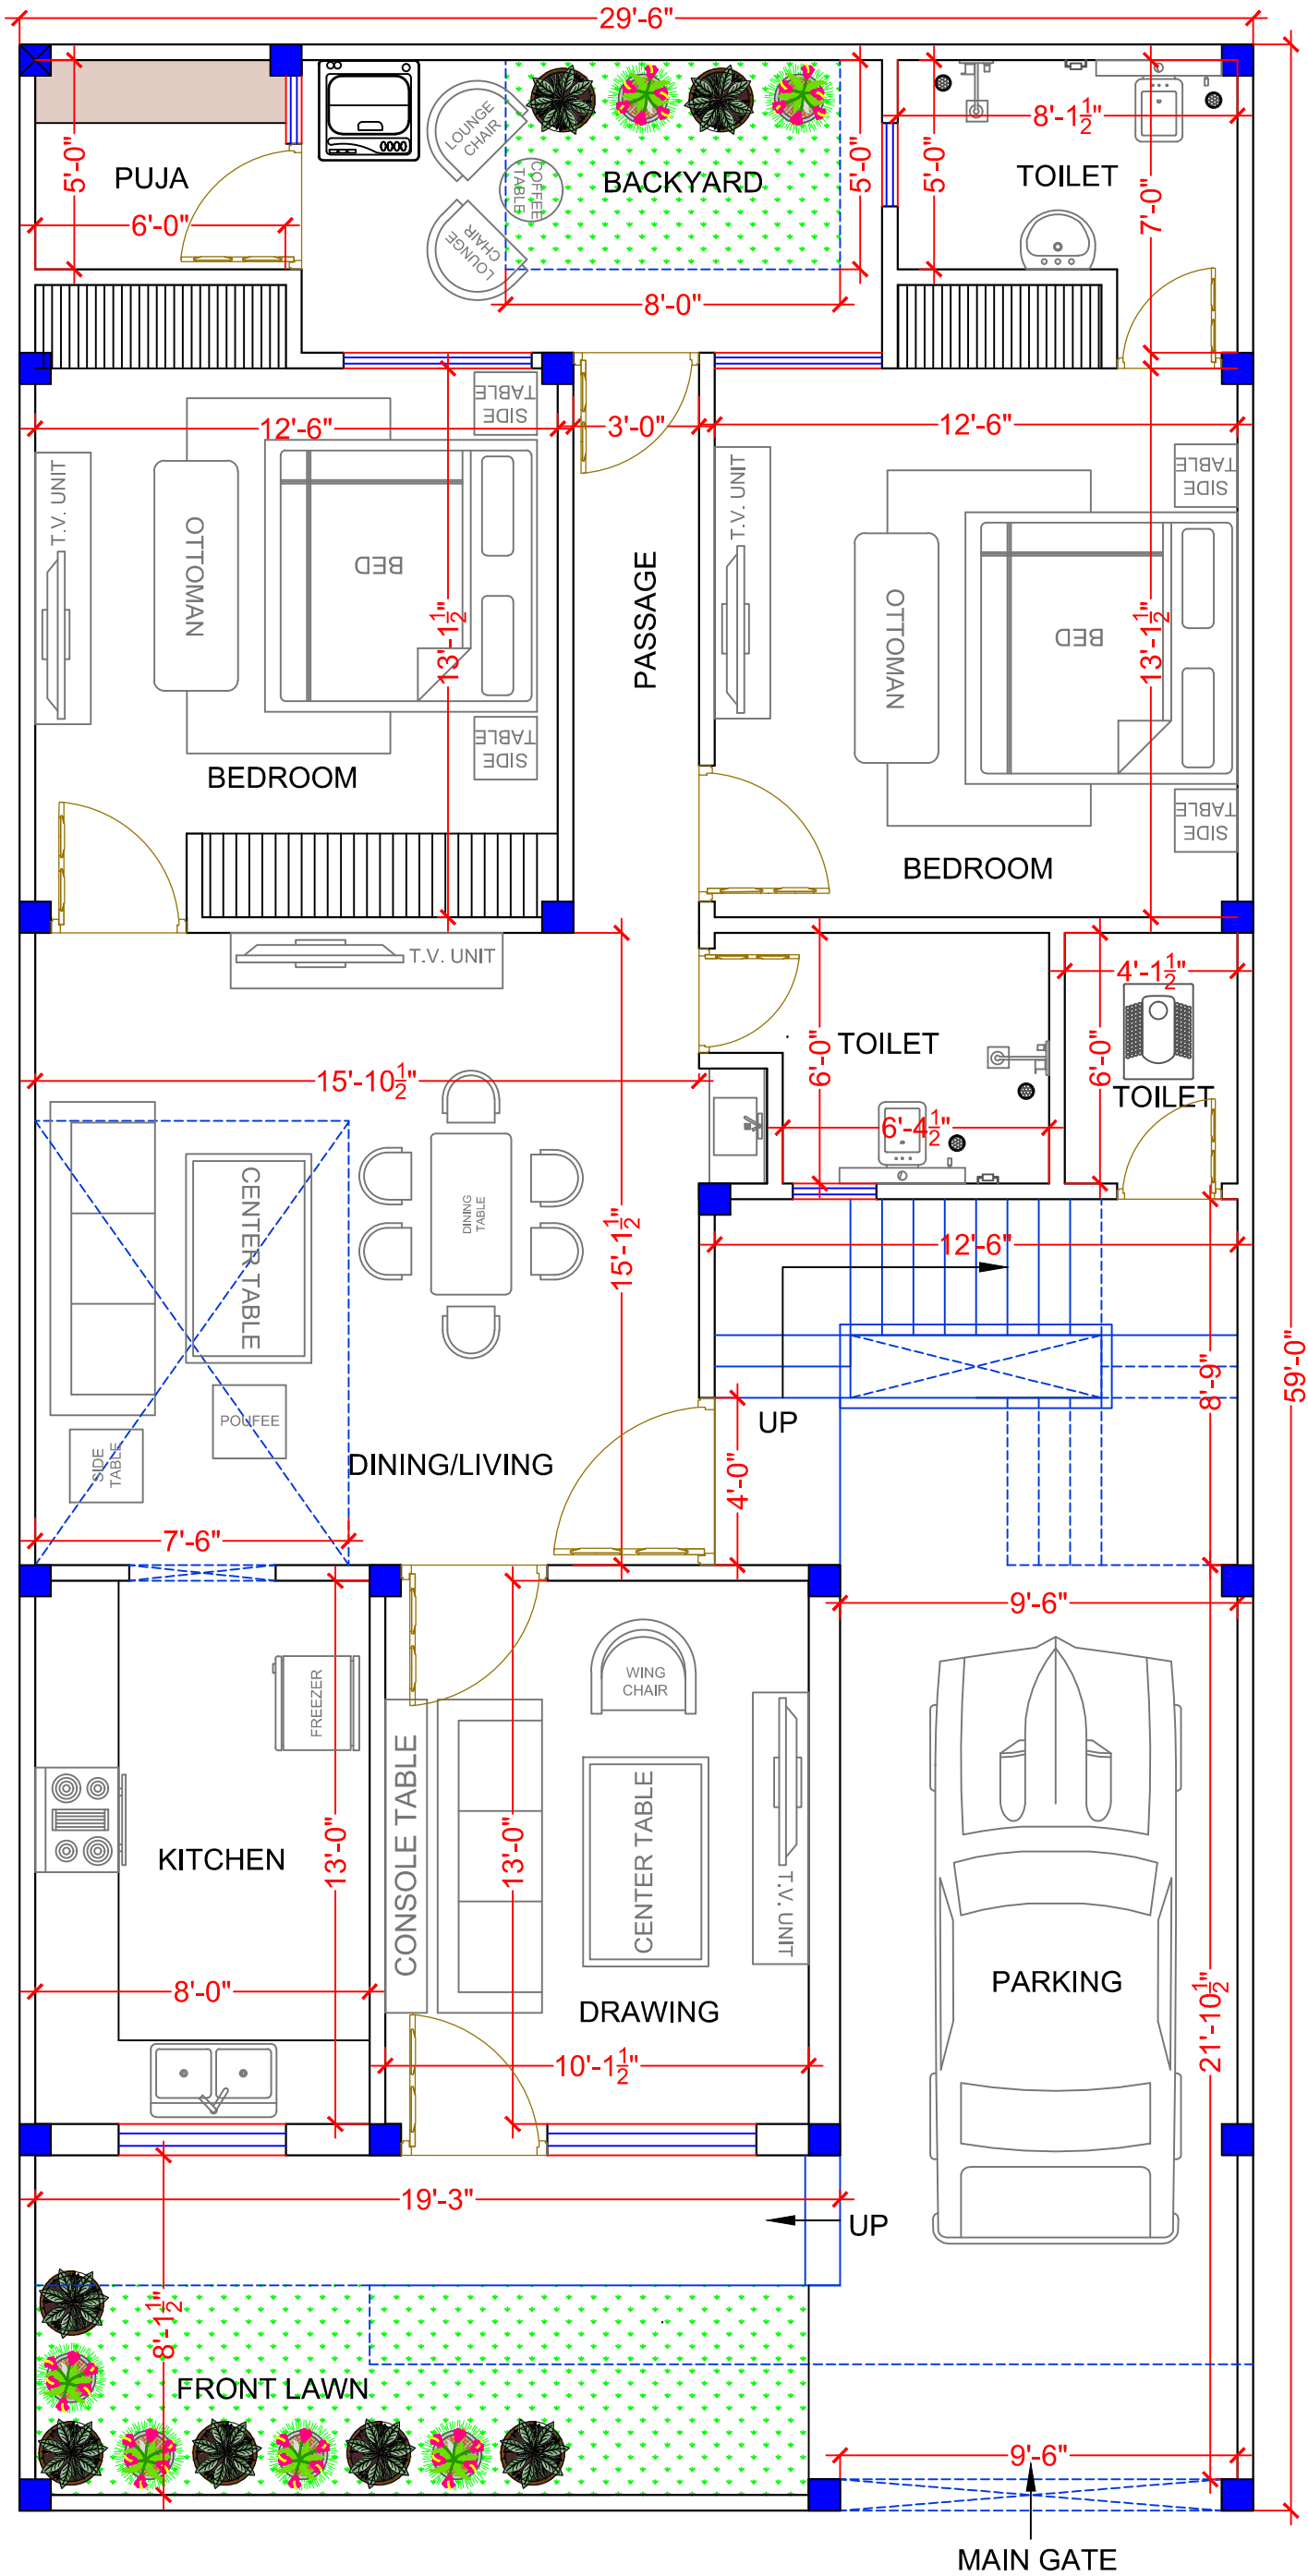 29'-6"
LOUNGE
CHAIR
8'-1½"
5'-0"
PUJA
COFFEE
TABLE
BACKYARD
5'-0"
5'-0"
TOILET
7'-0"
6'-0"
LOUNGE
CHAIR
8'-0"
SIDE
TABLE
12'-6"
3'-0"
12'-6"
SIDE
TABLE
T.V. UNIT
T.V. UNIT
OTTOMAN
BED
PASSAGE
OTTOMAN
BED
13'-1½"
13'-1½"
SIDE
TABLE
BEDROOM
SIDE
TABLE
BEDROOM
T.V. UNIT
4'-1½"
TOILET
6'-0"
6'-0"
15'-10½"
TOILET
6'-4½"
CENTER TABLE
DINING
TABLE
15'-1½"
12'-6"
59'-0"
8'-9"
POUFEE
UP
SIDE
TABLE
DINING/LIVING
4'-0"
7'-6"
9'-6"
FREEZER
WING
CHAIR
CONSOLE TABLE
CENTER TABLE
KITCHEN
13'-0"
13'-0"
T.V. UNIT
PARKING
8'-0"
DRAWING
21'-10½"
10'-1½"
19'-3"
UP
8'-1½"
FRONT LAWN
9'-6"
MAIN GATE